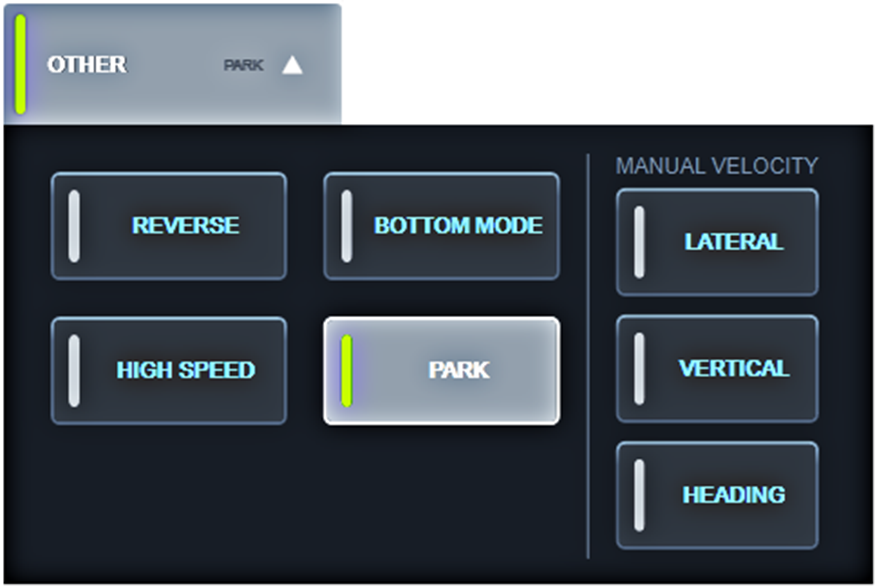 OTHER PARK
REVERSE
BOTTOM MODE
HIGH SPEED
PARK
MANUAL VELOCITY
LATERAL
VERTICAL
HEADING